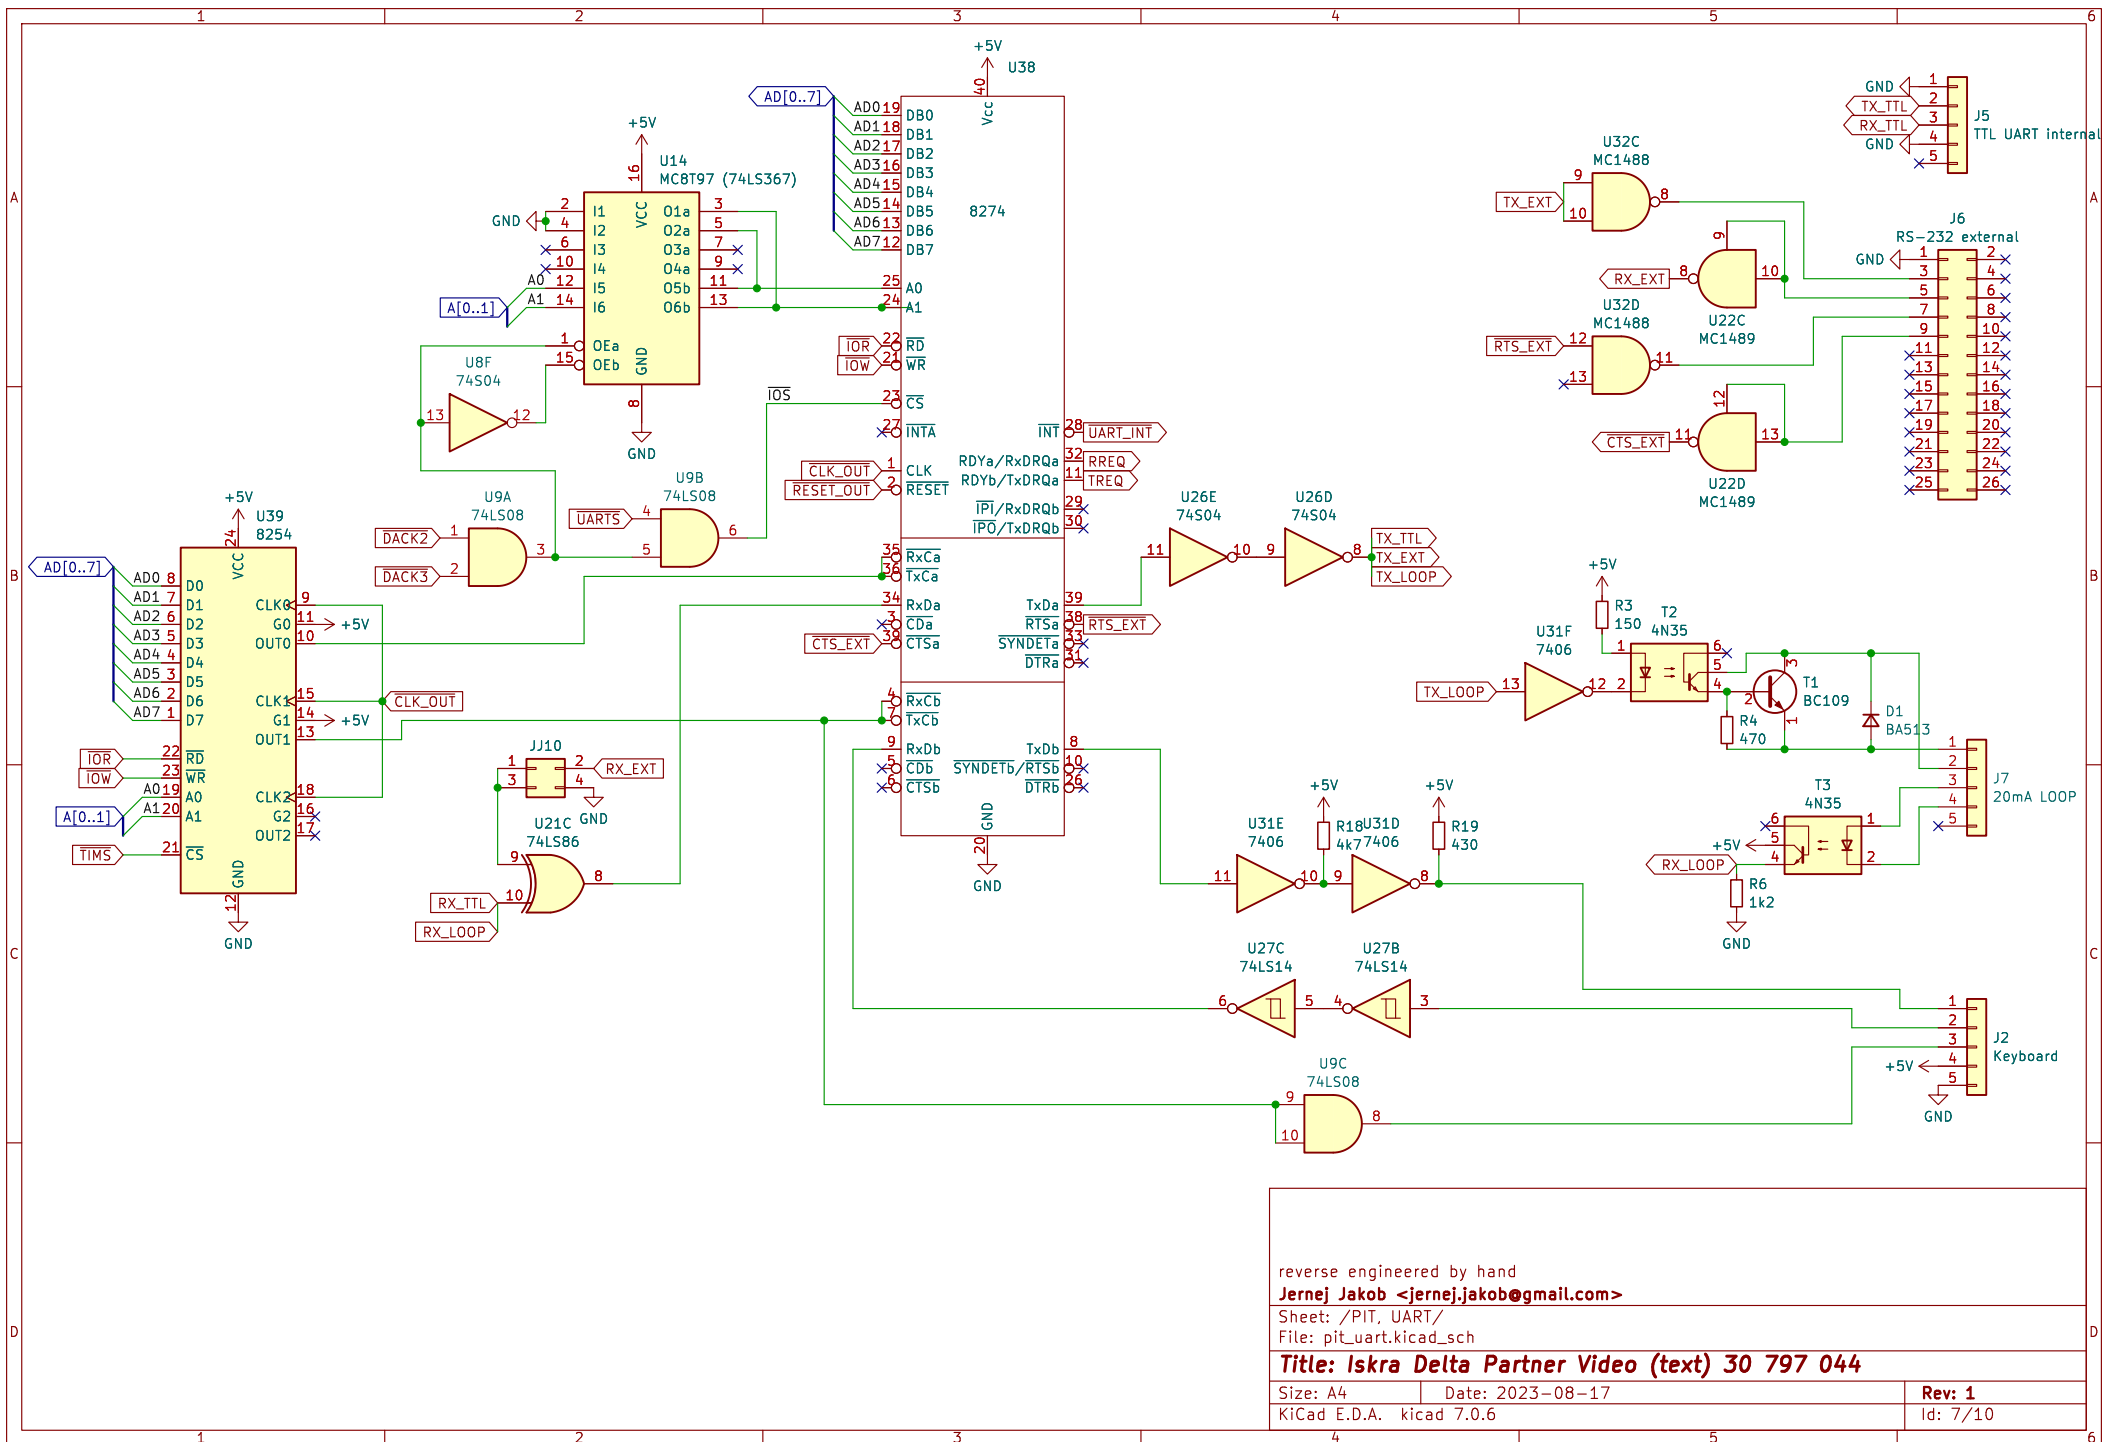 1 2 3 4 5 6
A
B
C
D
AD[0..7]
AD0 19 DB0
AD1 18 DB1
AD2 17 DB2
AD3 16 DB3
AD4 15 DB4
AD5 14 DB5
AD6 13 DB6
AD7 12 DB7
+5V
U38
40
Vcc
8274
25 A0
24 A1
IOR 22 RD
IOW 21 WR
IOS
23 CS
27 INTA
CLK_OUT 1 CLK
RESET_OUT 2 RESET
INT 28 UART_INT
RDYa/RxDRQa 32 RREQ
RDYb/TxDRQa 11 TREQ
IPI/RxDRQb 29
IPO/TxDRQb 30
35 RxCa
36 TxCa
34 RxDa
3 CDa
CTS_EXT 39 CTSa
TxDa 39
RTSa 38 RTS_EXT
SYNDETa 33
DTRa 31
4 RxCb
7 TxCb
9 RxDb
5 CDb
6 CTSb
TxDb 8
SYNDETb/RTSb 10
DTRb 26
GND
20
GND
+5V
16
U14
MC8T97 (74LS367)
VCC
GND
2 I1 O1a 3
4 I2 O2a 5
6 I3 O3a 7
10 I4 O4a 9
A0 12 I5 O5b 11
A1 14 I6 O6b 13
A[0..1]
1 OEa
15 OEb
GND
8
GND
U8F
74S04
13 12
U9A
74LS08
DACK2 1
DACK3 2
3
U9B
74LS08
UARTS 4
5
6
+5V
U39
8254
24
VCC
AD[0..7]
AD0 8 D0
AD1 7 D1
AD2 6 D2
AD3 5 D3
AD4 4 D4
AD5 3 D5
AD6 2 D6
AD7 1 D7
IOR 22 RD
IOW 23 WR
A0 19 A0
A1 20 A1
A[0..1]
TIMS 21 CS
CLK0 9
G0 11 +5V
OUT0 10
CLK1 15 CLK_OUT
G1 14 +5V
OUT1 13
CLK2 18
G2 16
OUT2 17
GND
12
GND
JJ10
1 2 RX_EXT
3 4
GND
U21C
74LS86
9
RX_TTL 10
8
RX_LOOP
U26E
74S04
11 10
U26D
74S04
9 8
TX_TTL
TX_EXT
TX_LOOP
U32C
MC1488
TX_EXT
9
10
8
9
RX_EXT 8 10
U22C
MC1489
U32D
MC1488
RTS_EXT 12
13
11
12
CTS_EXT 11 13
U22D
MC1489
GND 1
TX_TTL 2
RX_TTL 3
GND 4
5
J5
TTL UART internal
J6
RS-232 external
GND 1 2
3 4
5 6
7 8
9 10
11 12
13 14
15 16
17 18
19 20
21 22
23 24
25 26
+5V
R3
150
U31F
7406
TX_LOOP 13 12
T2
4N35
1
2
6
5
4
T1
BC109
3
2
1
R4
470
D1
BA513
1
2
3
4
5
J7
20mA LOOP
T3
4N35
6
+5V 5
RX_LOOP 4
1
2
R6
1k2
GND
U31E
7406
11 10
+5V
R18
4k7
U31D
7406
9 8
+5V
R19
430
U27C
74LS14
6 5
U27B
74LS14
4 3
U9C
74LS08
9
10
8
1
2
3
+5V 4
5
GND
J2
Keyboard
reverse engineered by hand
Jernej Jakob <jernej.jakob@gmail.com>
Sheet: /PIT, UART/
File: pit_uart.kicad_sch
Title: Iskra Delta Partner Video (text) 30 797 044
Size: A4 Date: 2023-08-17 Rev: 1
KiCad E.D.A. kicad 7.0.6 Id: 7/10
A
B
C
D
1 2 3 4 5 6